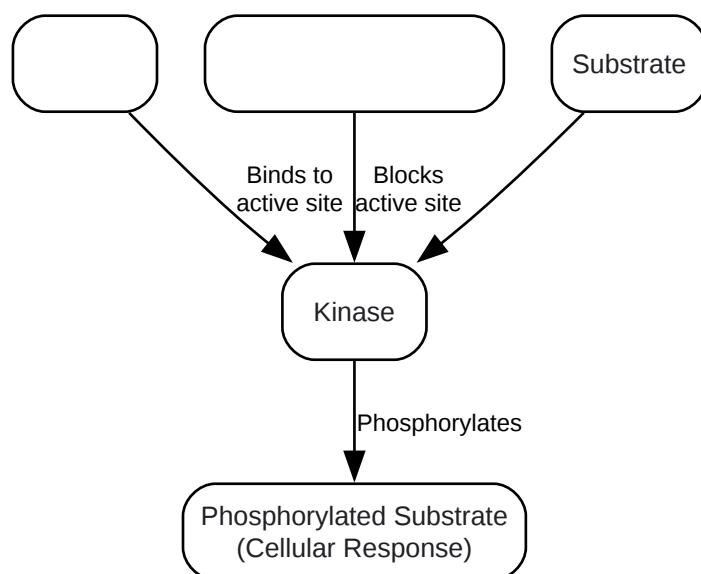 Substrate
Binds to
active site
Blocks
active site
Kinase
Phosphorylates
Phosphorylated Substrate
(Cellular Response)